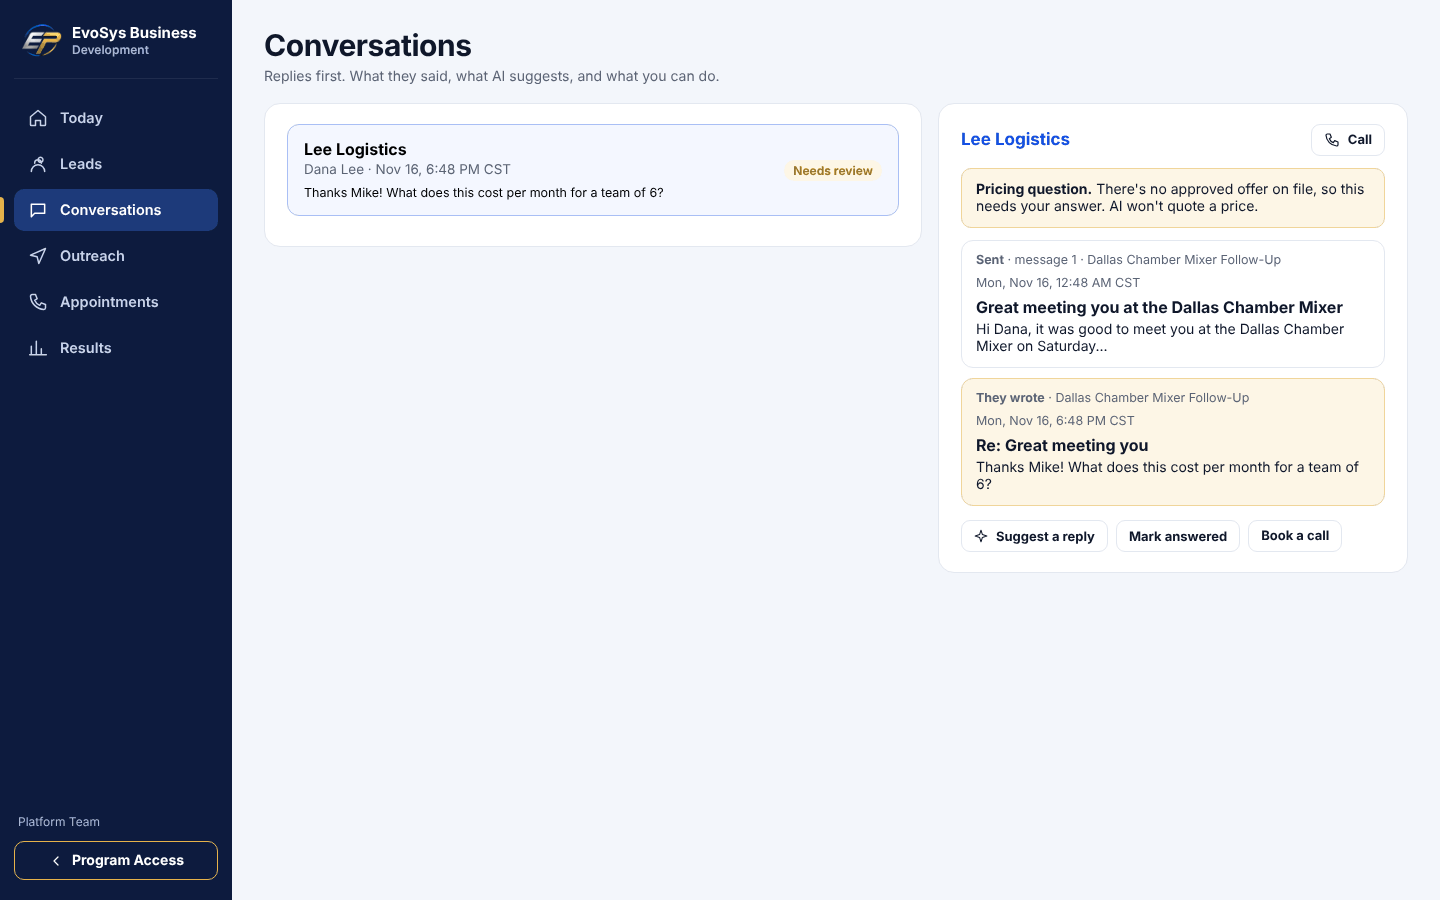 EP
EvoSys Business
Development
Today
Leads
Conversations
Outreach
Appointments
Results
Platform Team
Program Access
Conversations
Replies first. What they said, what AI suggests, and what you can do.
Lee Logistics
Dana Lee · Nov 16, 6:48 PM CST
Needs review
Thanks Mike! What does this cost per month for a team of 6?
Lee Logistics
Call
Pricing question. There's no approved offer on file, so this
needs your answer. AI won't quote a price.
Sent · message 1 · Dallas Chamber Mixer Follow-Up
Mon, Nov 16, 12:48 AM CST
Great meeting you at the Dallas Chamber Mixer
Hi Dana, it was good to meet you at the Dallas Chamber
Mixer on Saturday...
They wrote · Dallas Chamber Mixer Follow-Up
Mon, Nov 16, 6:48 PM CST
Re: Great meeting you
Thanks Mike! What does this cost per month for a team of
6?
Suggest a reply
Mark answered
Book a call